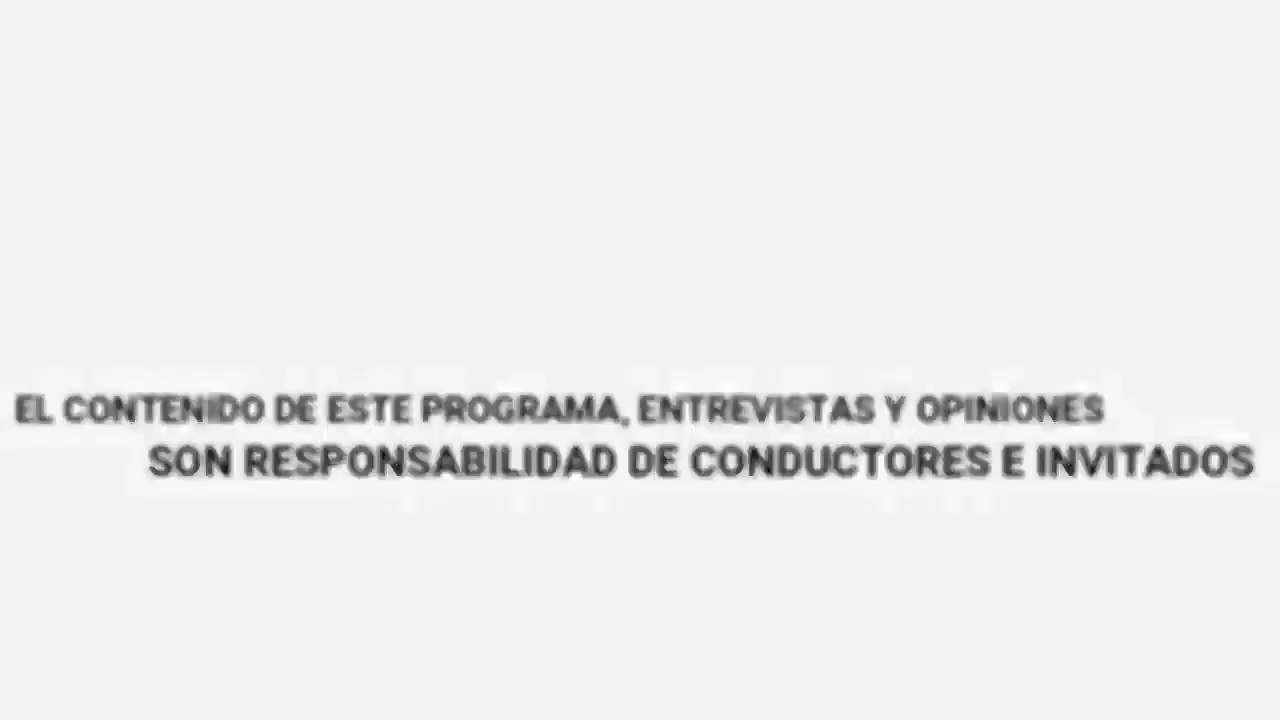 EL CONTENIDO DE ESTE PROGRAMA, ENTREVISTAS Y OPINIONES
SON RESPONSABILIDAD DE CONDUCTORES E INVITADOS